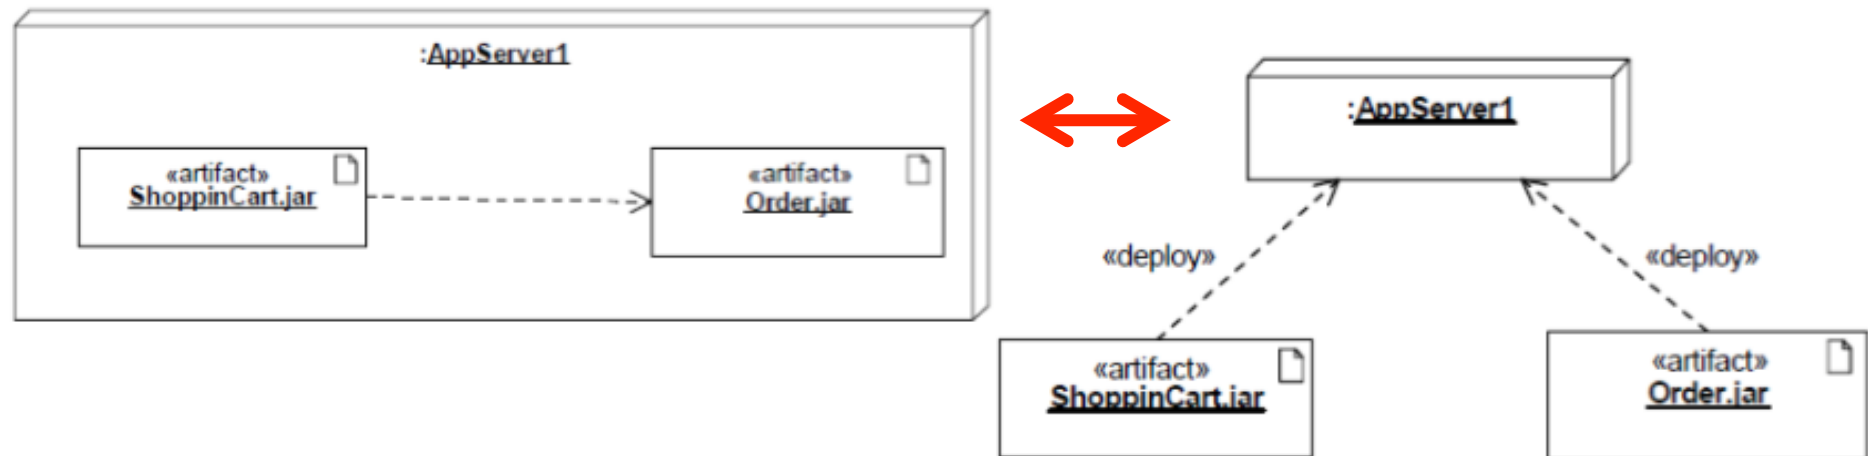 :AppServer1
«artifact»
ShoppinCart.jar
«artifact»
Order.jar
:AppServer1
«deploy»
«deploy»
«artifact»
ShoppinCart.jar
«artifact»
Order.jar